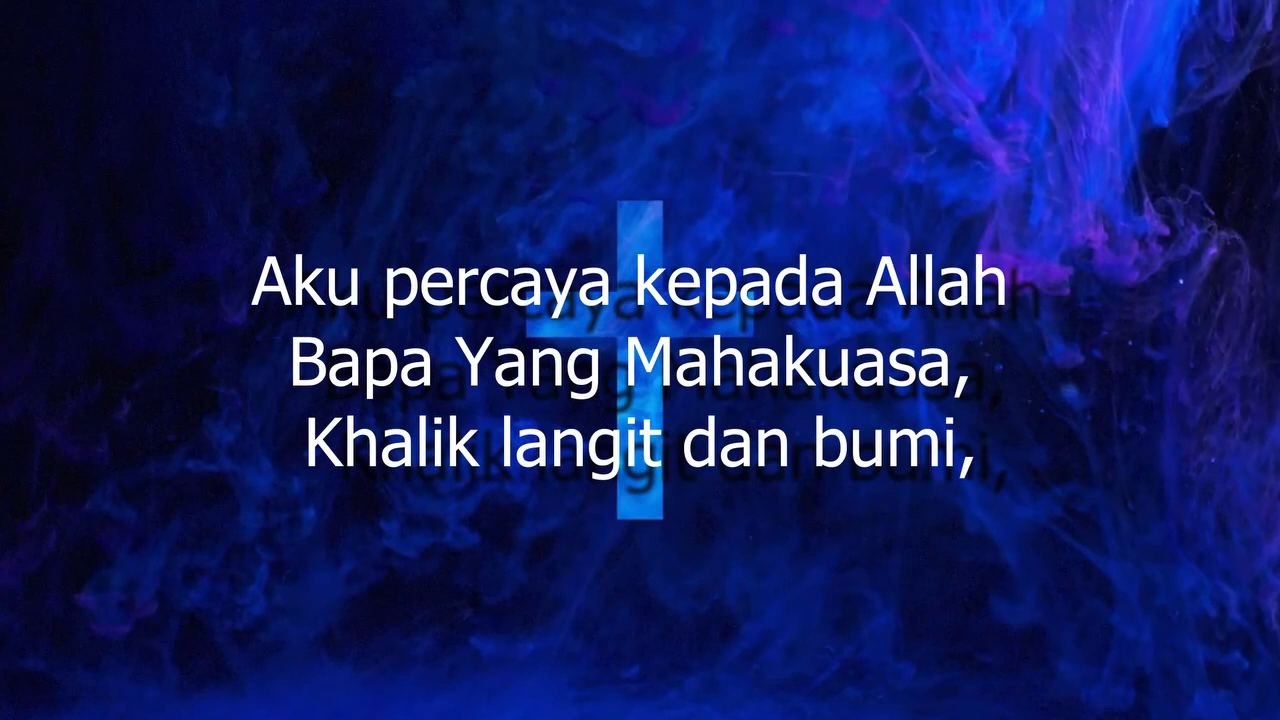 Aku percaya kepada Allah
Bapa Yang Mahakuasa,
Khalik langit dan bumi,